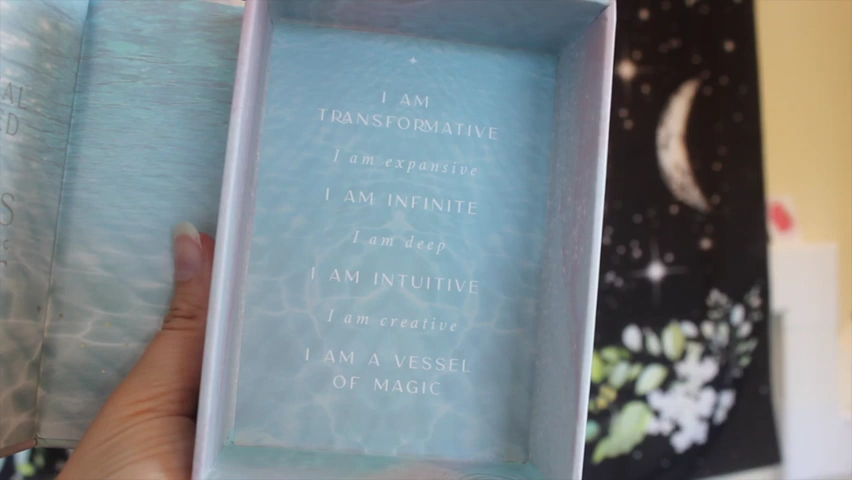 I AM
TRANSFORMATIVE
I am expansive
I AM INFINITE
I am deep
I AM INTUITIVE
I am creative
I AM A VESSEL
OF MAGIC